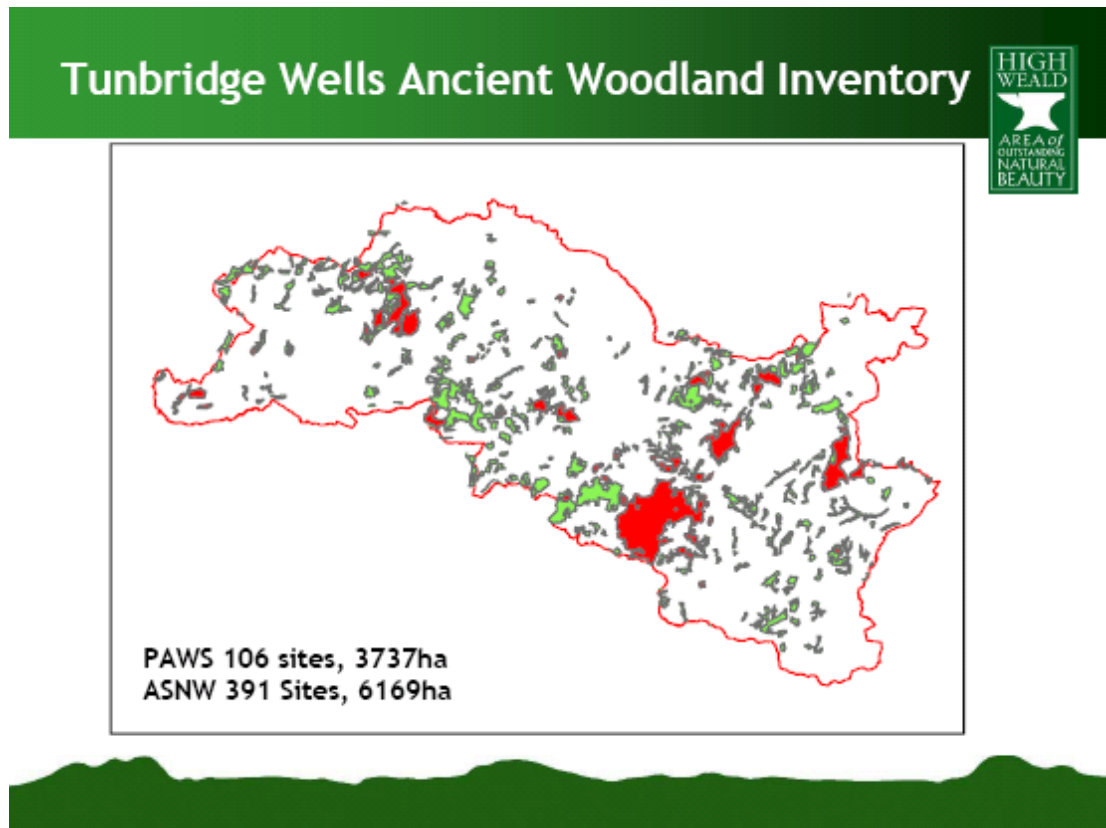 Tunbridge Wells Ancient Woodland Inventory
HIGH
WEALD
AREA of
OUTSTANDING
NATURAL
BEAUTY
PAWS 106 sites, 3737ha
ASNW 391 Sites, 6169ha